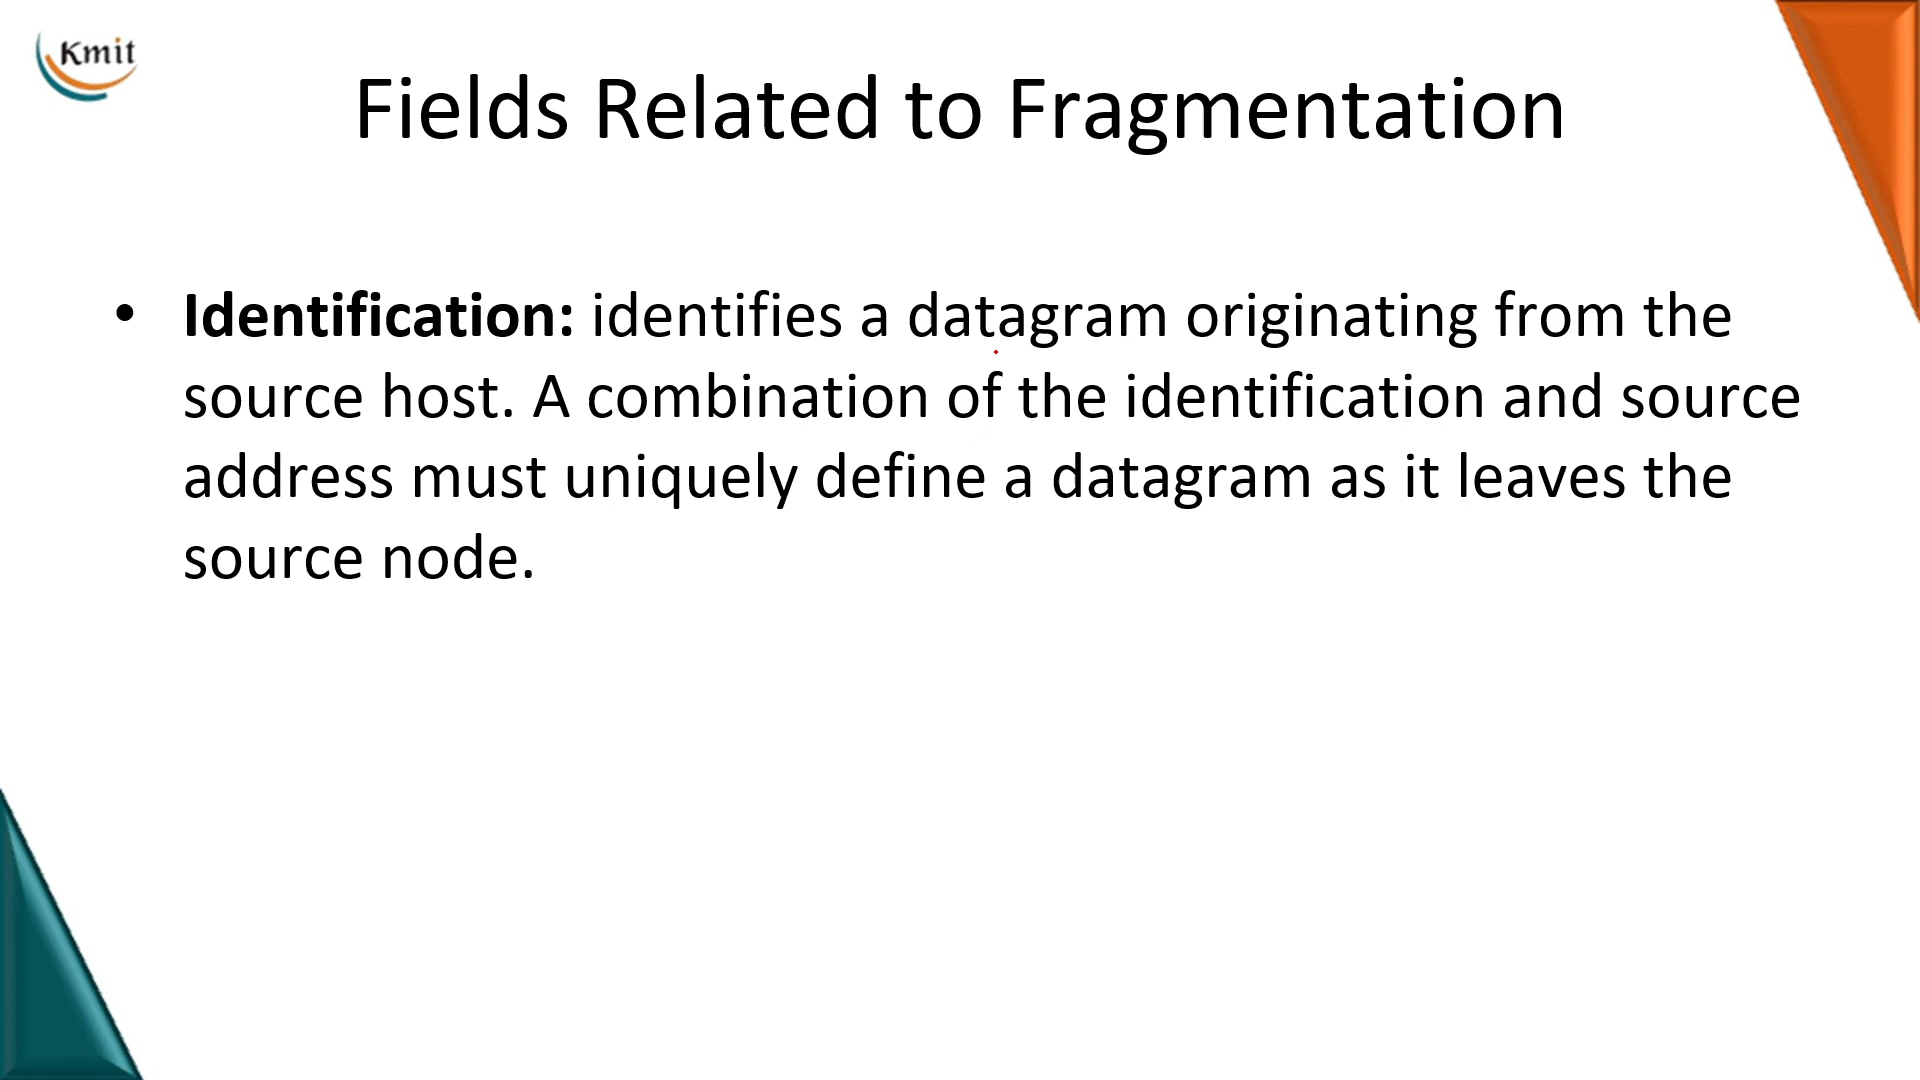 Kmit
Fields Related to Fragmentation
• Identification: identifies a datagram originating from the
source host. A combination of the identification and source
address must uniquely define a datagram as it leaves the
source node.